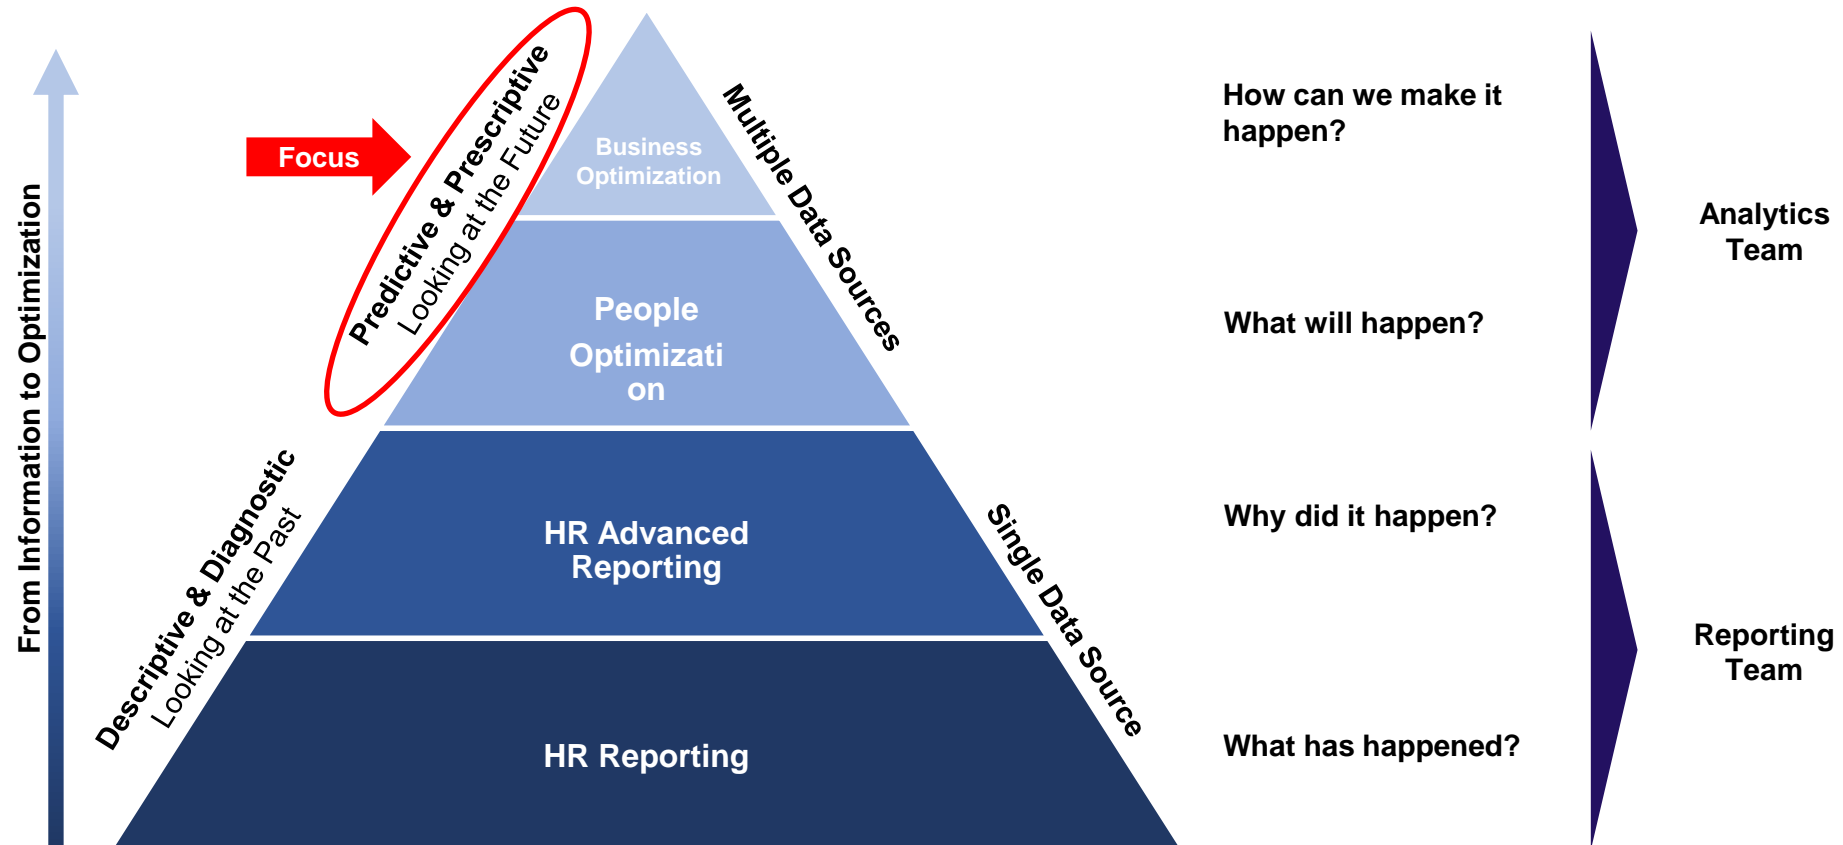 From Information to Optimization
Focus
Predictive & Prescriptive
Looking at the Future
Descriptive & Diagnostic
Looking at the Past
Business
Optimization
People
Optimizati
on
HR Advanced
Reporting
HR Reporting
Multiple Data Sources
Single Data Source
How can we make it
happen?
What will happen?
Why did it happen?
What has happened?
Analytics
Team
Reporting
Team